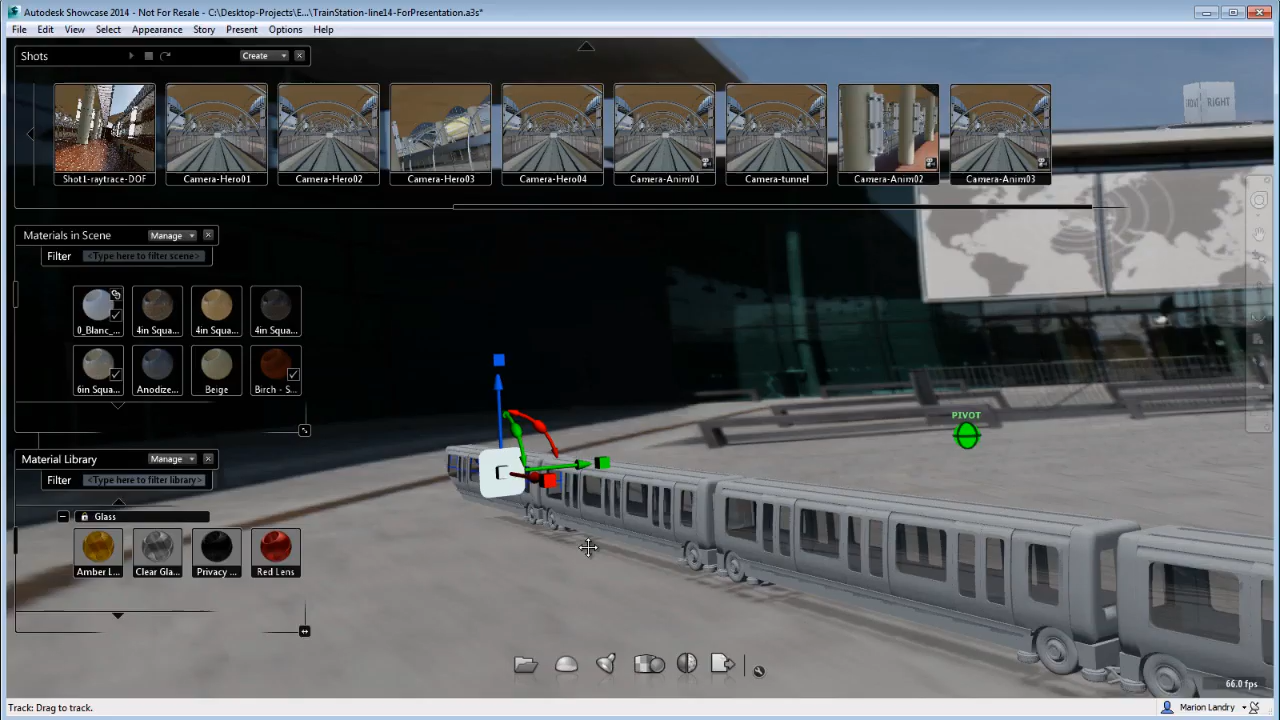 Autodesk Showcase 2014 - Not For Resale - C:\Desktop-Projects\E...\TrainStation-line14-ForPresentation.a3s*
File Edit View Select Appearance Story Present Options Help
Shots Create
Shot1-raytrace-DOF Camera-Hero01 Camera-Hero02 Camera-Hero03 Camera-Hero04 Camera-Anim01 Camera-tunnel Camera-Anim02 Camera-Anim03
RIGHT
Materials in Scene Manage
Filter <Type here to filter scene>
0_Blanc_... 4in Squa... 4in Squa... 4in Squa...
6in Squa... Anodize... Beige Birch - S...
PIVOT
Material Library Manage
Filter <Type here to filter library>
Glass
Amber L... Clear Gla... Privacy ... Red Lens
66.0 fps
Track: Drag to track. Marion Landry